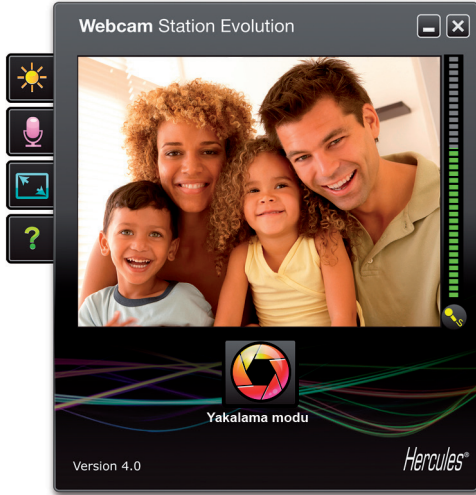 Webcam Station Evolution
?
S
Yakalama modu
Version 4.0
Hercules®